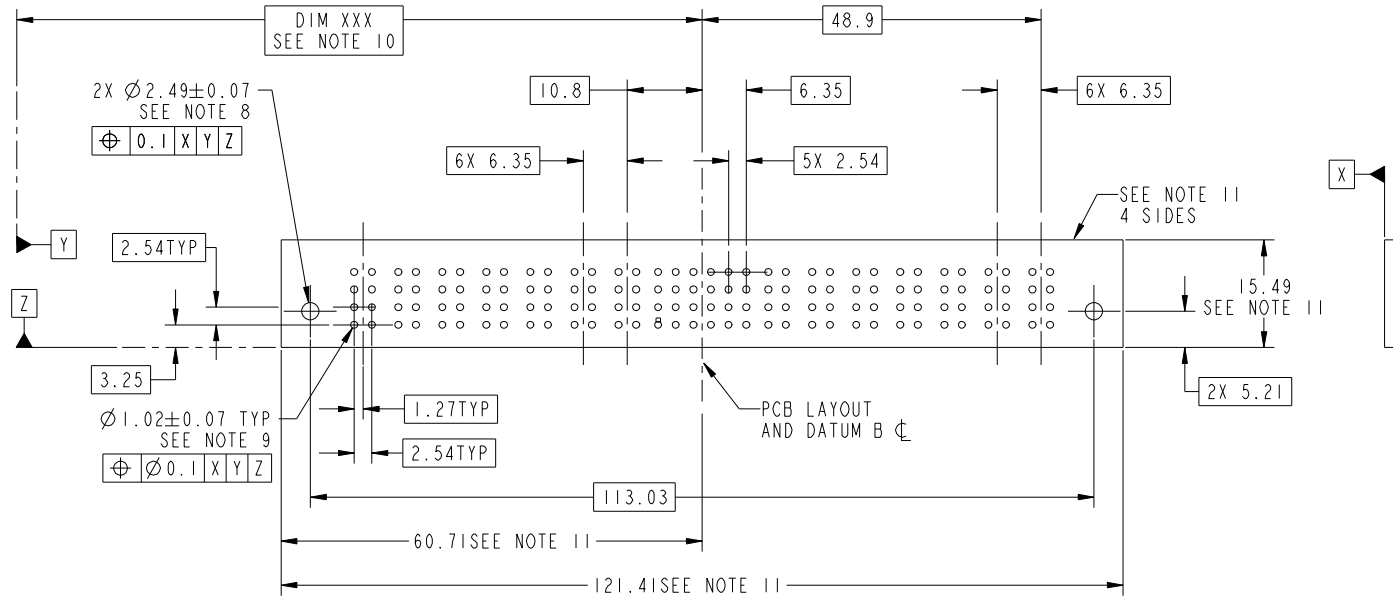 DIM XXX
SEE NOTE 10
48.9
2X Ø2.49±0.07
SEE NOTE 8
⌖ 0.1 X Y Z
10.8
6.35
6X 6.35
6X 6.35
5X 2.54
X
SEE NOTE 11
4 SIDES
Y
2.54TYP
Z
15.49
SEE NOTE 11
3.25
2X 5.21
Ø1.02±0.07 TYP
SEE NOTE 9
⌖ Ø0.1 X Y Z
1.27TYP
PCB LAYOUT
AND DATUM B ℄
2.54TYP
113.03
60.71SEE NOTE 11
121.41SEE NOTE 11